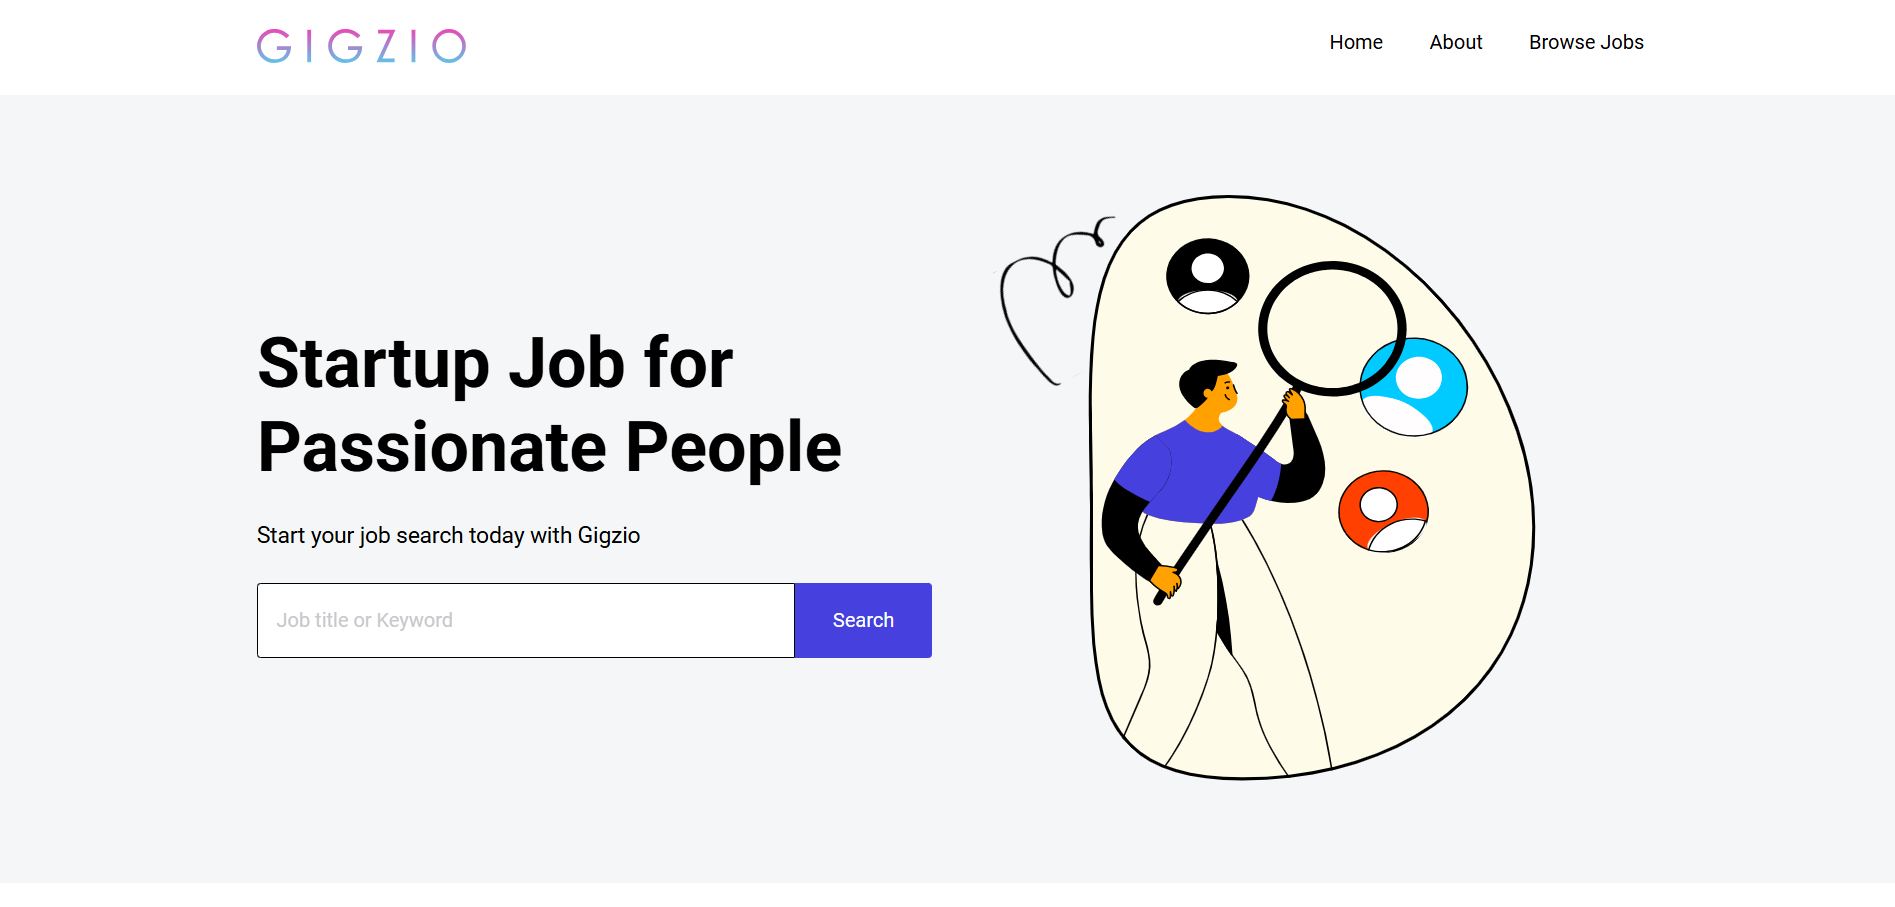 GIGZIO
Home About Browse Jobs
Startup Job for
Passionate People
Start your job search today with Gigzio
Job title or Keyword
Search